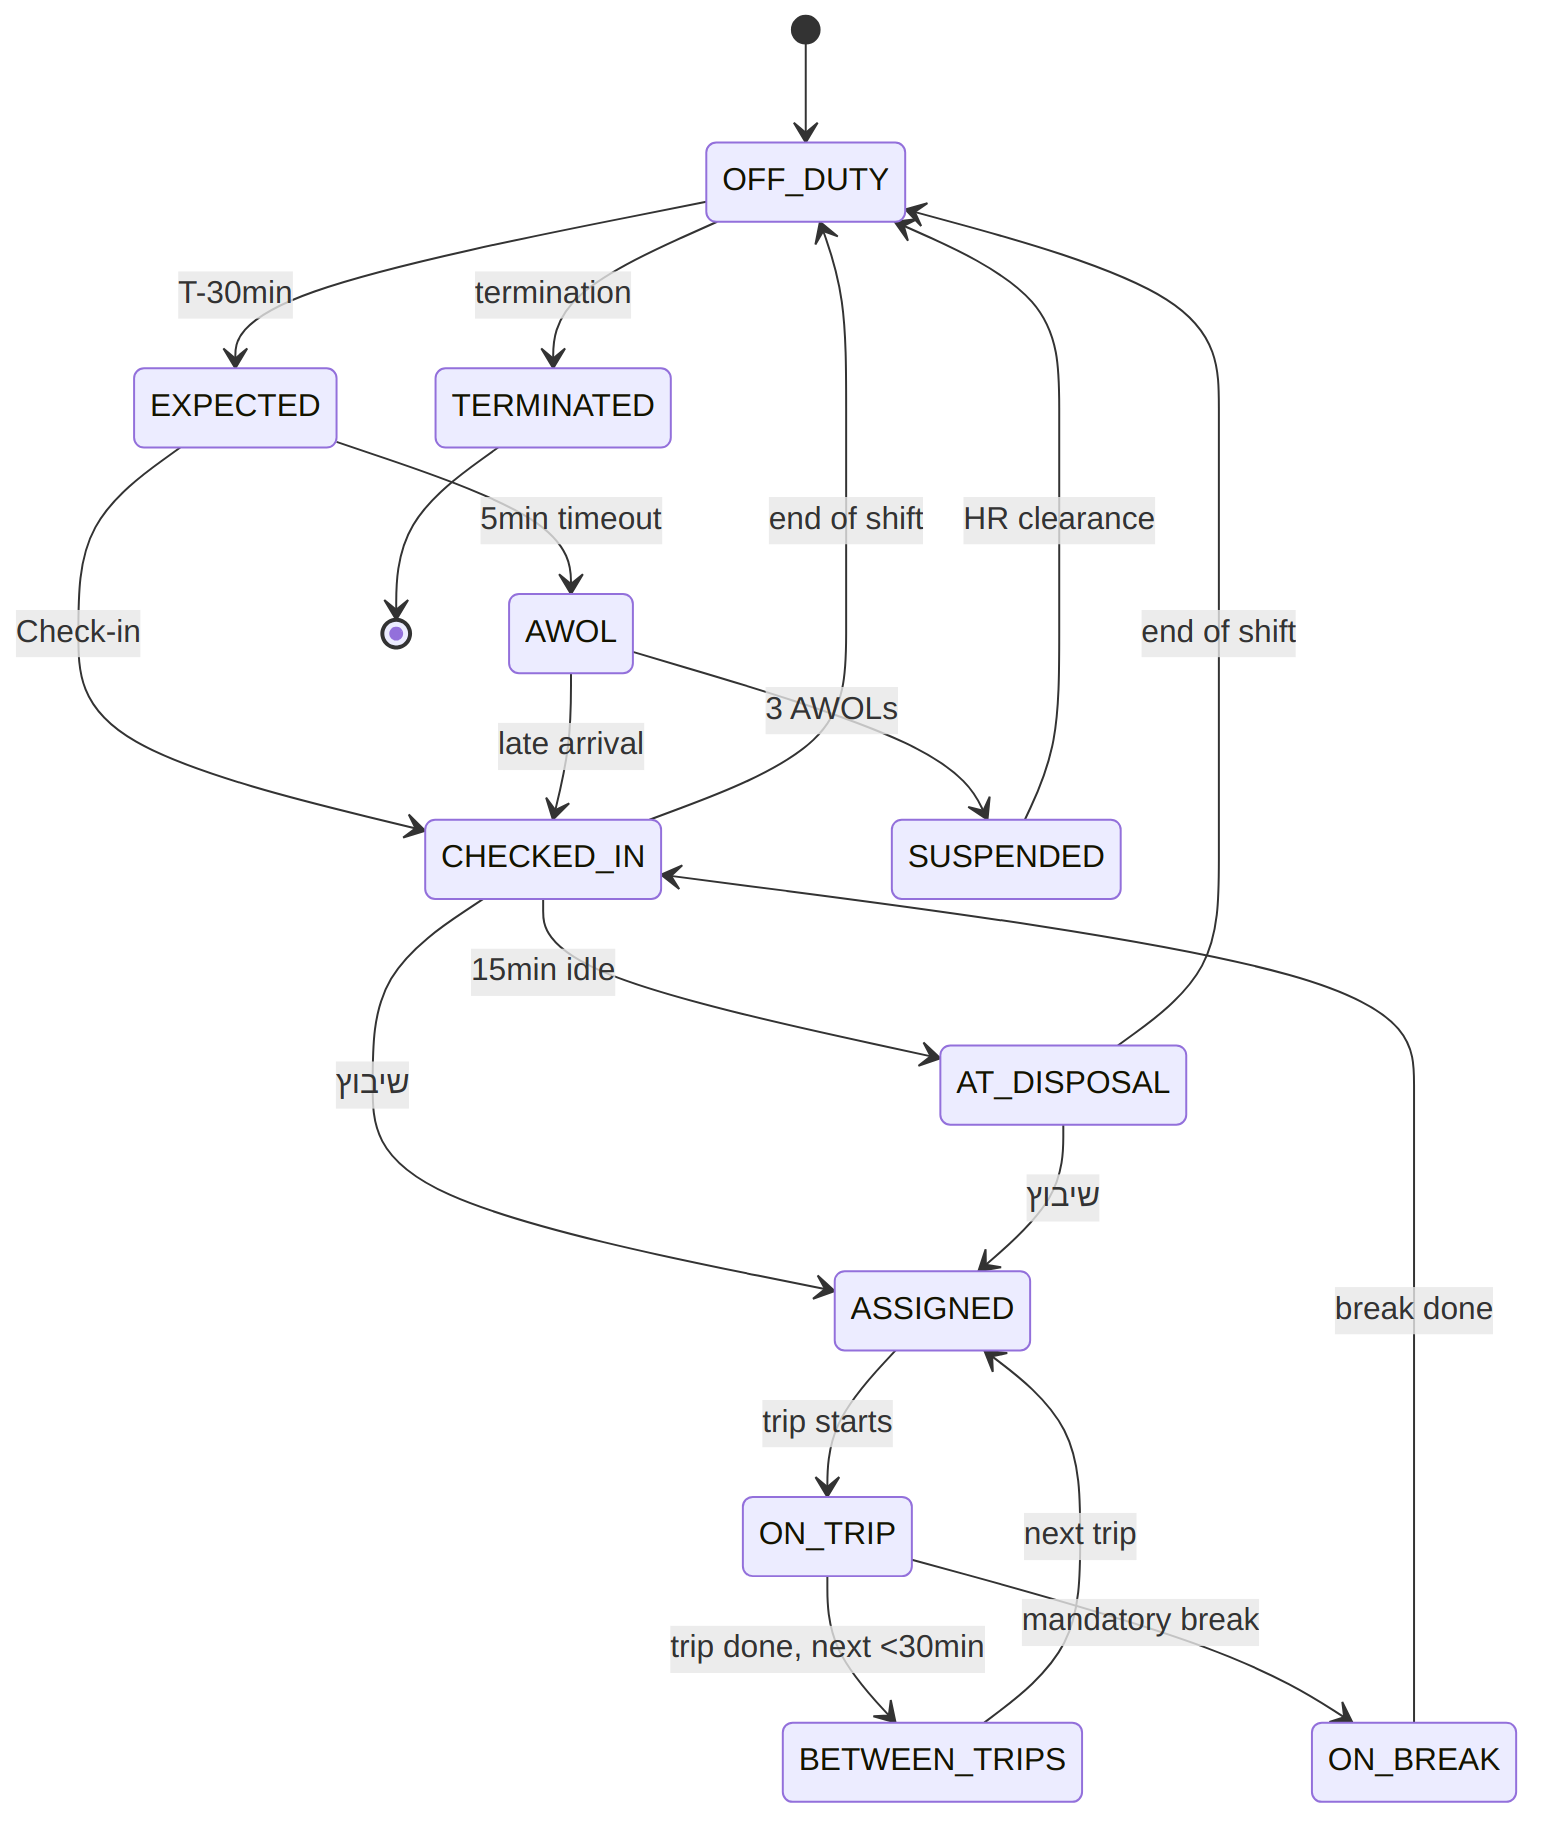 OFF_DUTY
T-30min
termination
EXPECTED
TERMINATED
5min timeout
end of shift
HR clearance
Check-in
AWOL
end of shift
3 AWOLs
late arrival
CHECKED_IN
SUSPENDED
15min idle
שיבוץ
AT_DISPOSAL
שיבוץ
ASSIGNED
break done
trip starts
ON_TRIP
next trip
mandatory break
trip done, next <30min
BETWEEN_TRIPS
ON_BREAK